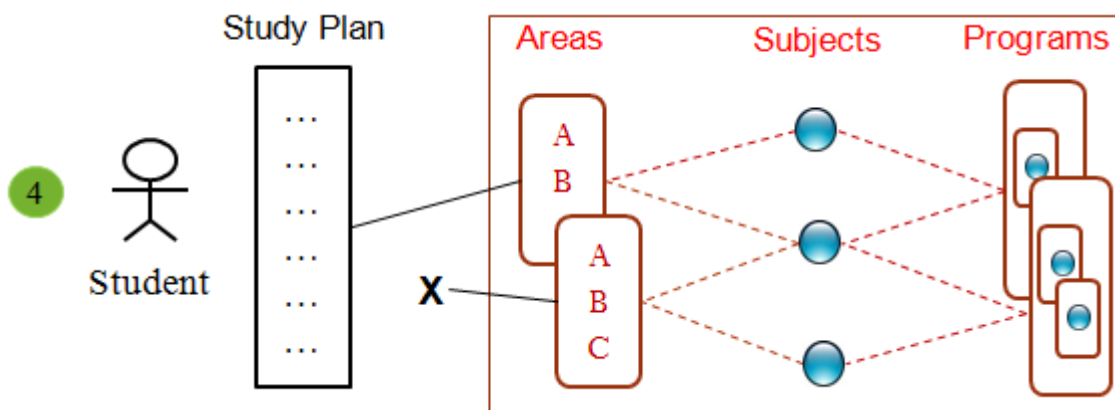 Study Plan
Areas
Subjects
Programs
4
Student
...
...
...
...
...
...
X
A
B
A
B
C